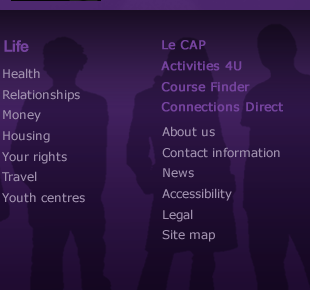 Life
Health
Relationships
Money
Housing
Your rights
Travel
Youth centres
Le CAP
Activities 4U
Course Finder
Connections Direct
About us
Contact information
News
Accessibility
Legal
Site map